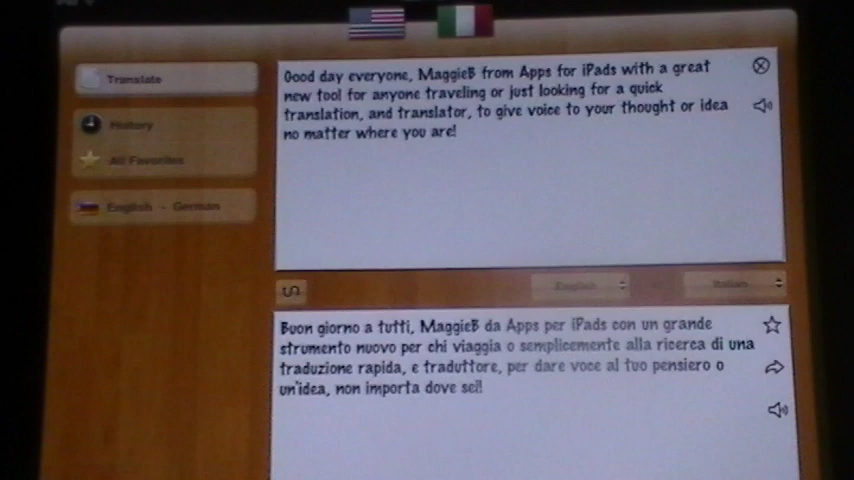 Translate
History
All Favorites
English - German
Good day everyone, MaggieB from Apps for iPads with a great
new tool for anyone traveling or just looking for a quick
translation, and translator, to give voice to your thought or idea
no matter where you are!
English
Italian
Buon giorno a tutti, MaggieB da Apps per iPads con un grande
strumento nuovo per chi viaggia o semplicemente alla ricerca di una
traduzione rapida, e traduttore, per dare voce al tuo pensiero o
un'idea, non importa dove sei!